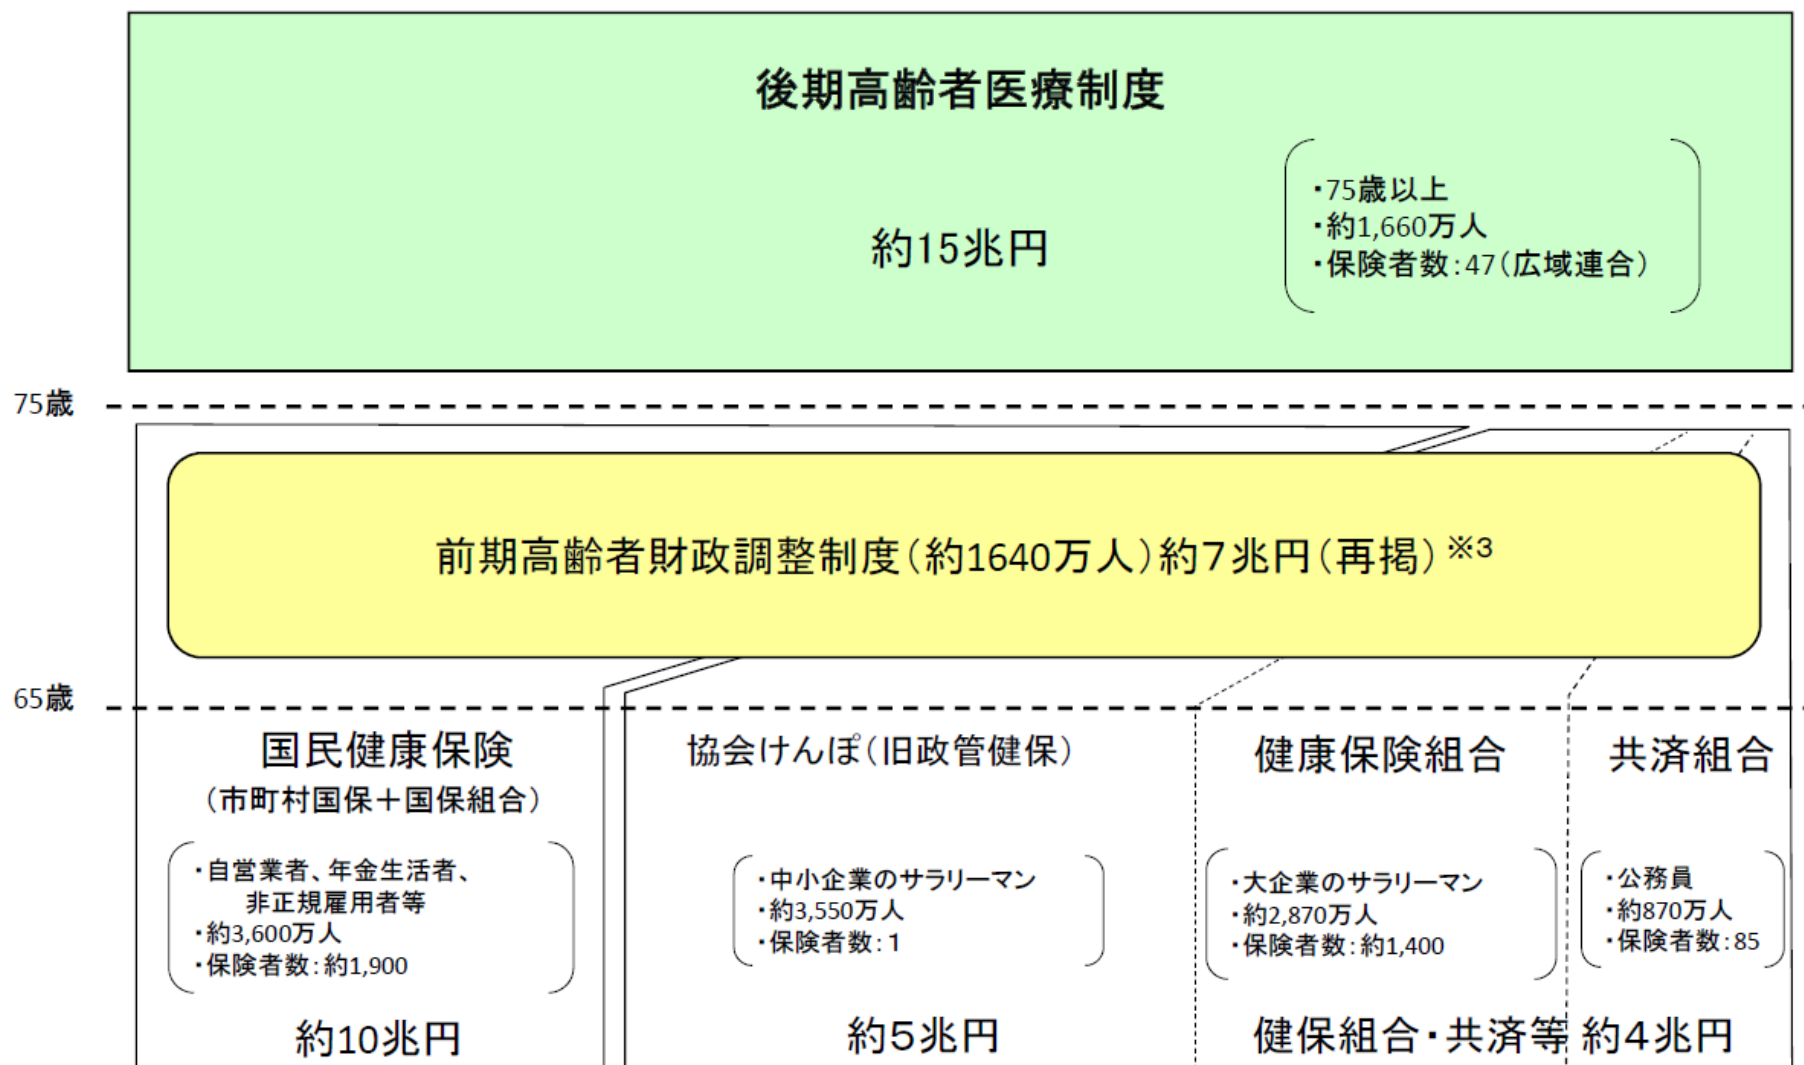 後期高齢者医療制度
約15兆円
・75歳以上
・約1,660万人
・保険者数:47(広域連合)
75歳
前期高齢者財政調整制度(約1640万人)約7兆円(再掲)※3
65歳
国民健康保険
(市町村国保+国保組合)
・自営業者、年金生活者、
非正規雇用者等
・約3,600万人
・保険者数:約1,900
約10兆円
協会けんぽ(旧政管健保)
・中小企業のサラリーマン
・約3,550万人
・保険者数:1
約5兆円
健康保険組合
・大企業のサラリーマン
・約2,870万人
・保険者数:約1,400
共済組合
・公務員
・約870万人
・保険者数:85
健保組合・共済等 約4兆円